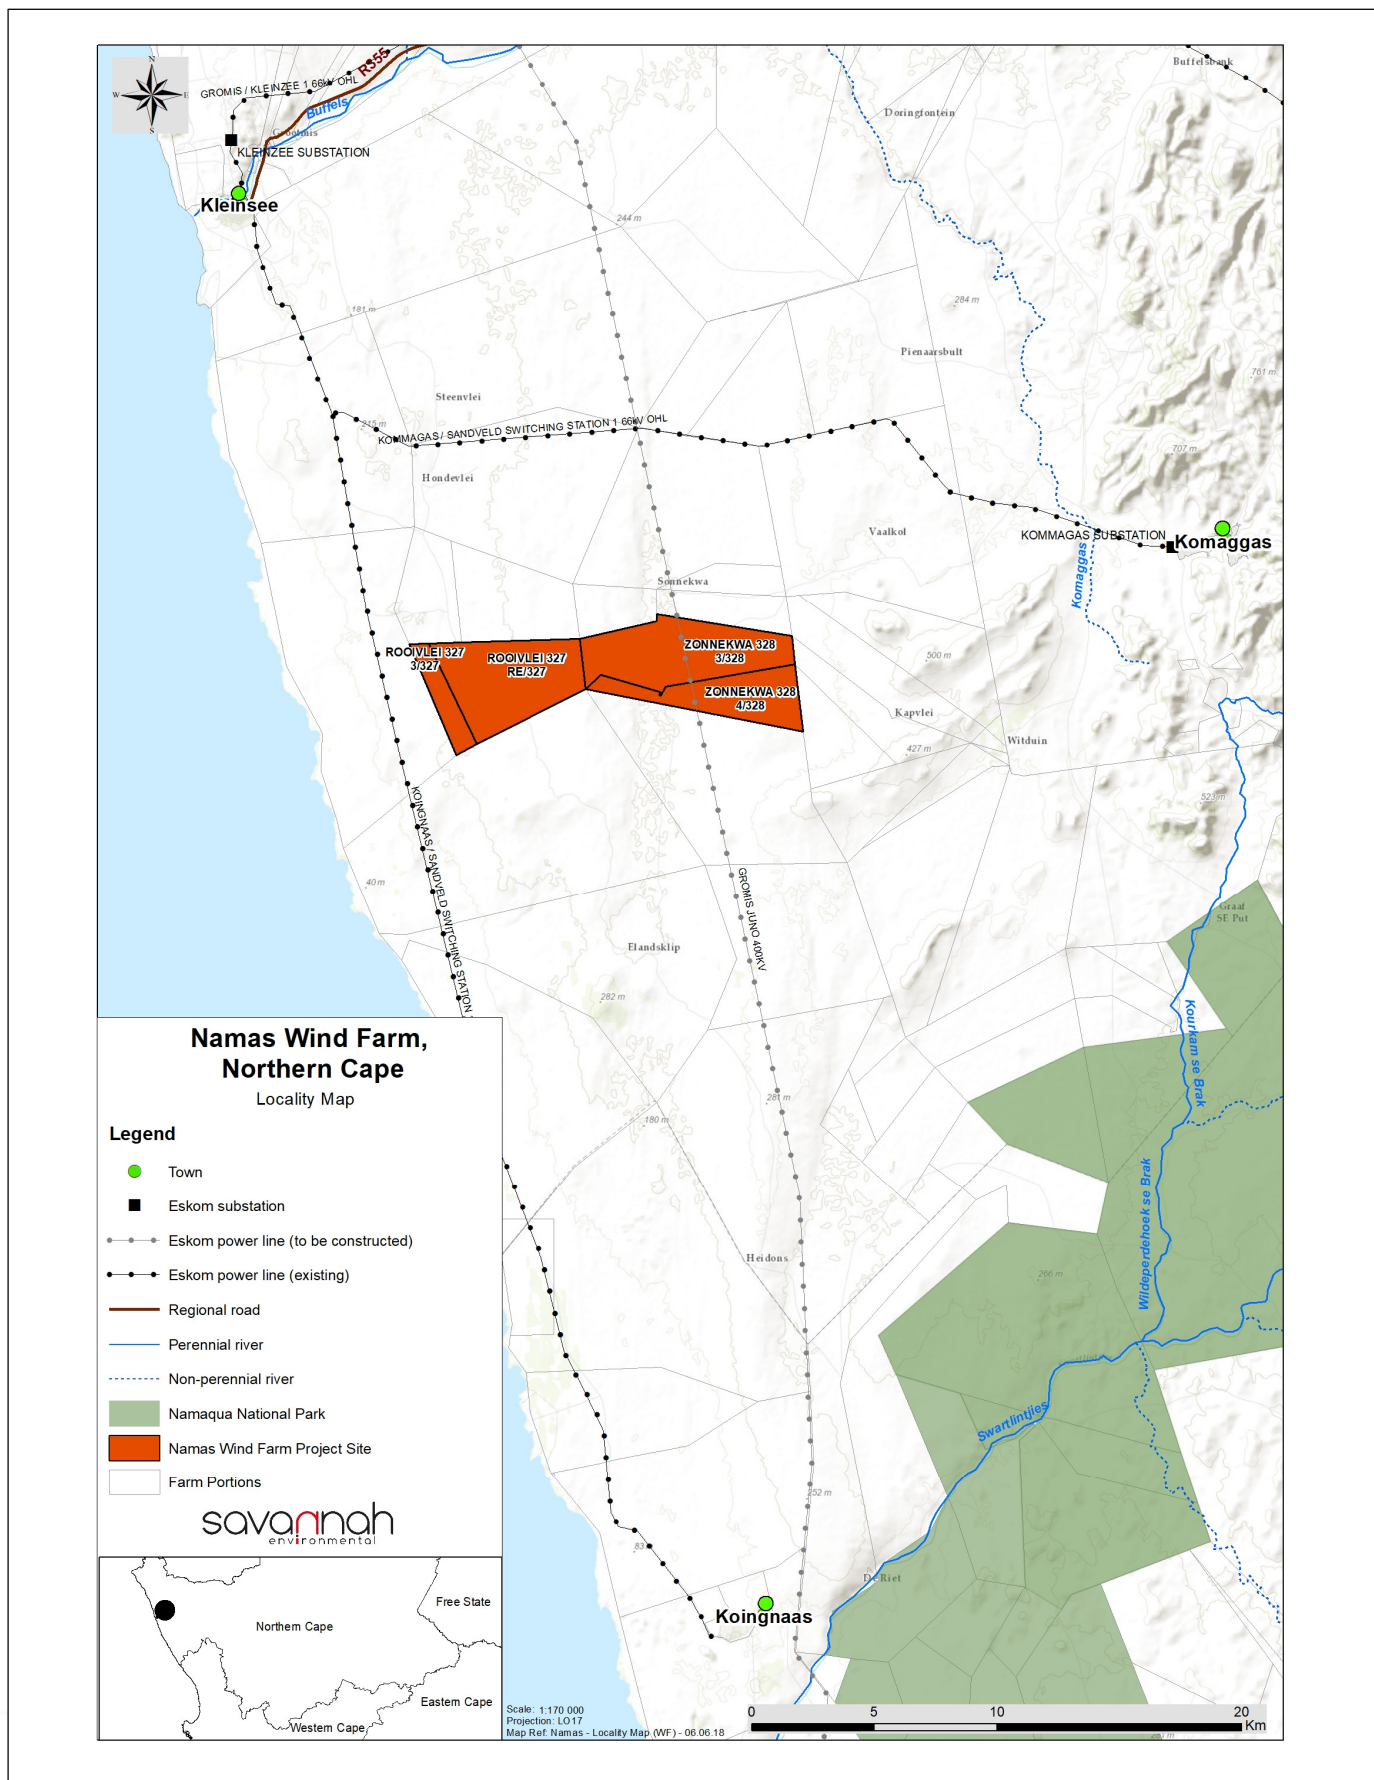 N
W
E
S
R355
Buffelsbank
GROMIS / KLEINZEE 1 66kV OHL
Buffels
Doringfontein
Grootmis
KLEINZEE SUBSTATION
Kleinsee
244 m
284 m
181 m
Pienaarsbult
761 m
Steenvlei
215 m
KOMMAGAS / SANDVELD SWITCHING STATION 1 66KV OHL
707 m
Hondevlei
Vaalkol
KOMMAGAS SUBSTATION
Komaggas
Komaggas
Sonnekwa
ROOIVLEI 327
3/327
ROOIVLEI 327
RE/327
ZONNEKWA 328
3/328
500 m
ZONNEKWA 328
4/328
Kapvlei
Witduin
427 m
523 m
KOINGNAAS / SANDVELD SWITCHING STATION
40 m
GROMIS JUNO 400KV
Graaf
SE Put
Elandsklip
282 m
Kourkam se Brak
281 m
180 m
Wildeperdehoek se Brak
Heidons
266 m
Swartlintjies
252 m
83
De Riet
Koingnaas
Namas Wind Farm,
Northern Cape
Locality Map
Legend
Town
Eskom substation
Eskom power line (to be constructed)
Eskom power line (existing)
Regional road
Perennial river
Non-perennial river
Namaqua National Park
Namas Wind Farm Project Site
Farm Portions
savannah
environmental
Free State
Northern Cape
Eastern Cape
Western Cape
Scale: 1:170 000
Projection: LO17
Map Ref: Namas - Locality Map (WF) - 06.06.18
0 5 10 20
Km